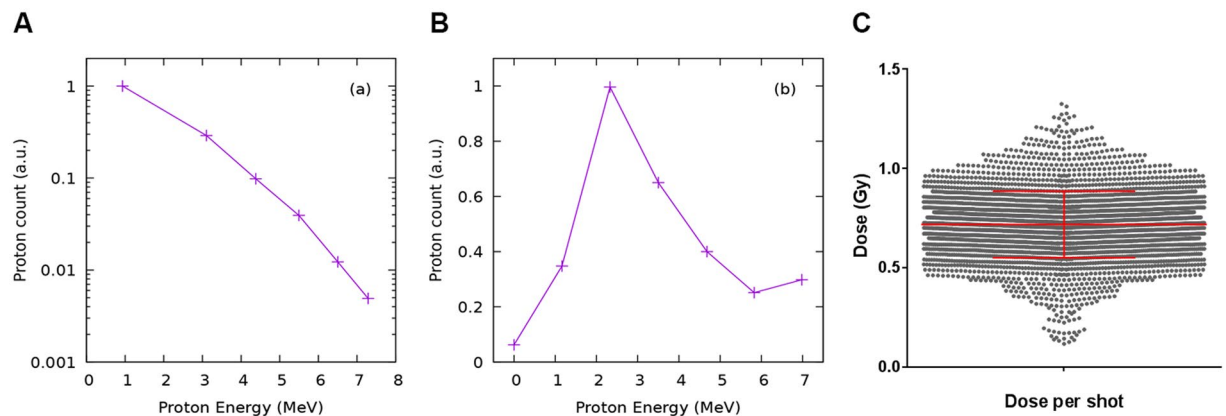 A
B
C
(a)
Proton count (a.u.)
1
0.1
0.01
0.001
0 1 2 3 4 5 6 7 8
Proton Energy (MeV)
(b)
Proton count (a.u.)
1
0.8
0.6
0.4
0.2
0
0 1 2 3 4 5 6 7
Proton Energy (MeV)
Dose (Gy)
1.5
1.0
0.5
0.0
Dose per shot